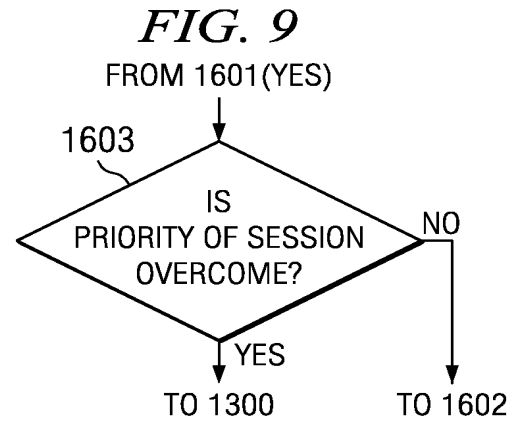 FIG. 9
FROM 1601(YES)
1603
IS
PRIORITY OF SESSION
OVERCOME?
NO
YES
TO 1300
TO 1602